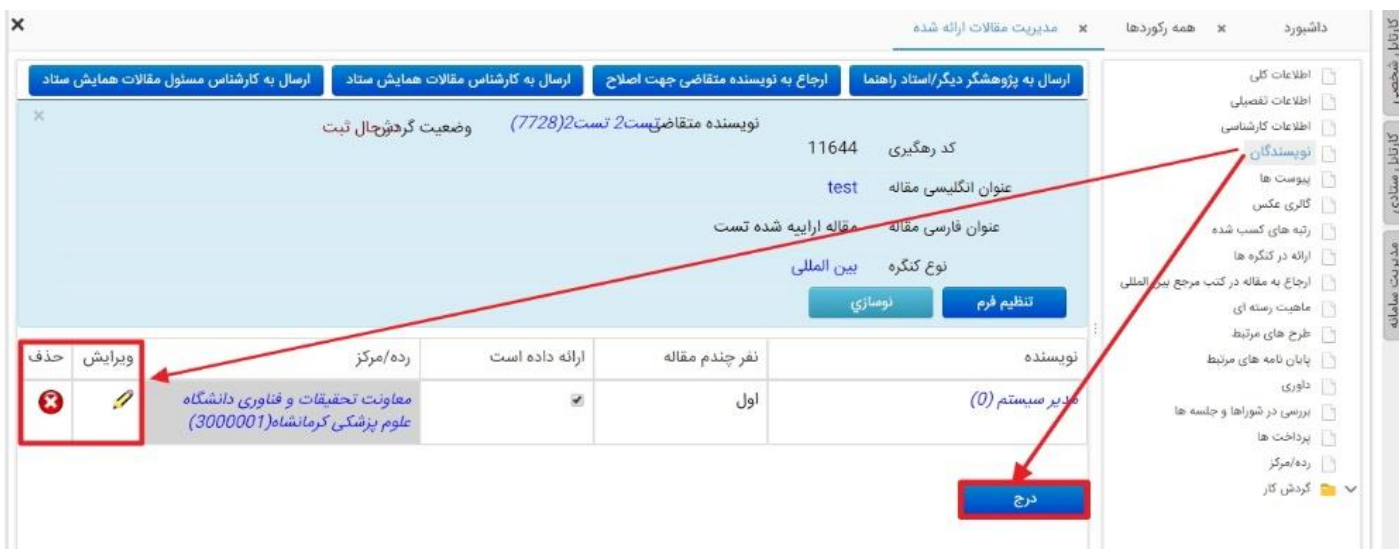 داشبورد
همه رکوردها
مدیریت مقالات ارائه شده
کارتابل شخصی
کارتابل ستادی
مدیریت سامانه
اطلاعات کلی
اطلاعات تفصیلی
اطلاعات کارشناسی
نویسندگان
پیوست ها
گالری عکس
رتبه های کسب شده
ارائه در کنگره ها
ارجاع به مقاله در کتب مرجع بین المللی
ماهیت رسته ای
طرح های مرتبط
پایان نامه های مرتبط
داوری
بررسی در شوراها و جلسه ها
پرداخت ها
رده/مرکز
گردش کار
ارسال به پژوهشگر دیگر/استاد راهنما
ارجاع به نویسنده متقاضی جهت اصلاح
ارسال به کارشناس مقالات همایش ستاد
ارسال به کارشناس مسئول مقالات همایش ستاد
نویسنده متقاضی تست2 تست2(7728) وضعیت گردش در حال ثبت
کد رهگیری 11644
عنوان انگلیسی مقاله test
عنوان فارسی مقاله مقاله اراییه شده تست
نوع کنگره بین المللی
تنظیم فرم نوسازي
نویسنده نفر چندم مقاله ارائه داده است رده/مرکز ویرایش حذف
مدیر سیستم (0) اول معاونت تحقیقات و فناوری دانشگاه
علوم پزشکی کرمانشاه(3000001)
درج